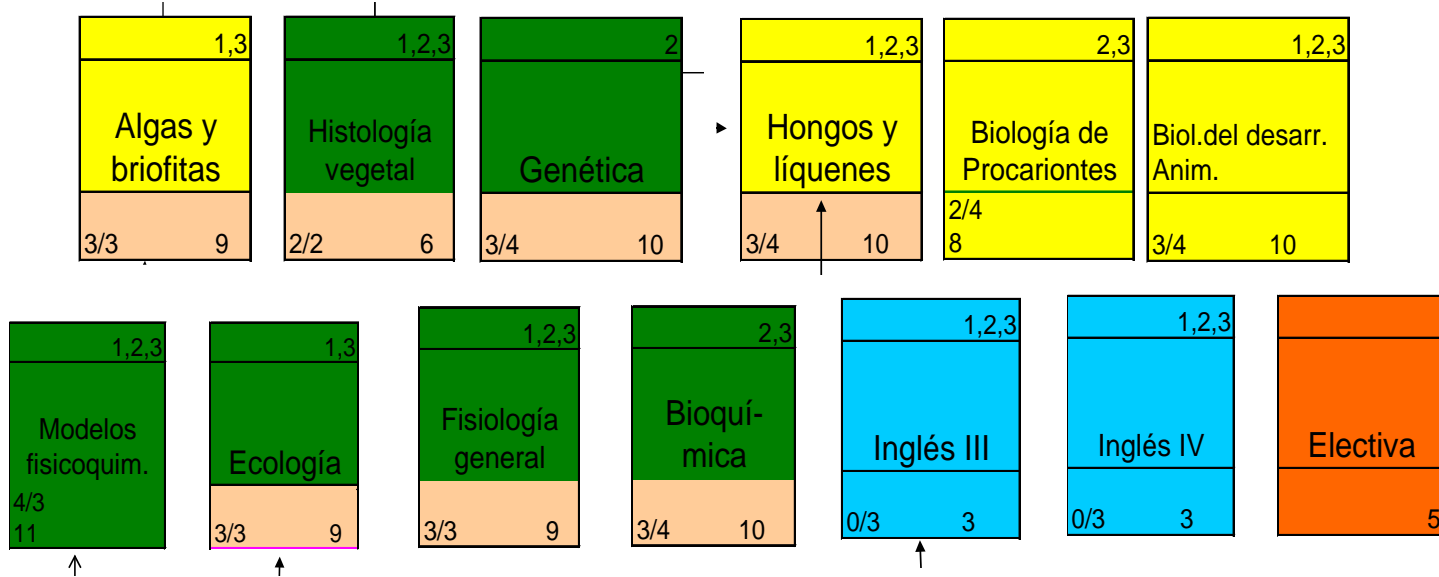 1,3
Algas y
briofitas
3/3 9
1,2,3
Histología
vegetal
2/2 6
2
Genética
3/4 10
1,2,3
Hongos y
líquenes
3/4 10
2,3
Biología de
Procariontes
2/4
8
1,2,3
Biol.del desarr.
Anim.
3/4 10
1,2,3
Modelos
fisicoquim.
4/3
11
1,3
Ecología
3/3 9
1,2,3
Fisiología
general
3/3 9
2,3
Bioquí-
mica
3/4 10
1,2,3
Inglés III
0/3 3
1,2,3
Inglés IV
0/3 3
Electiva
5